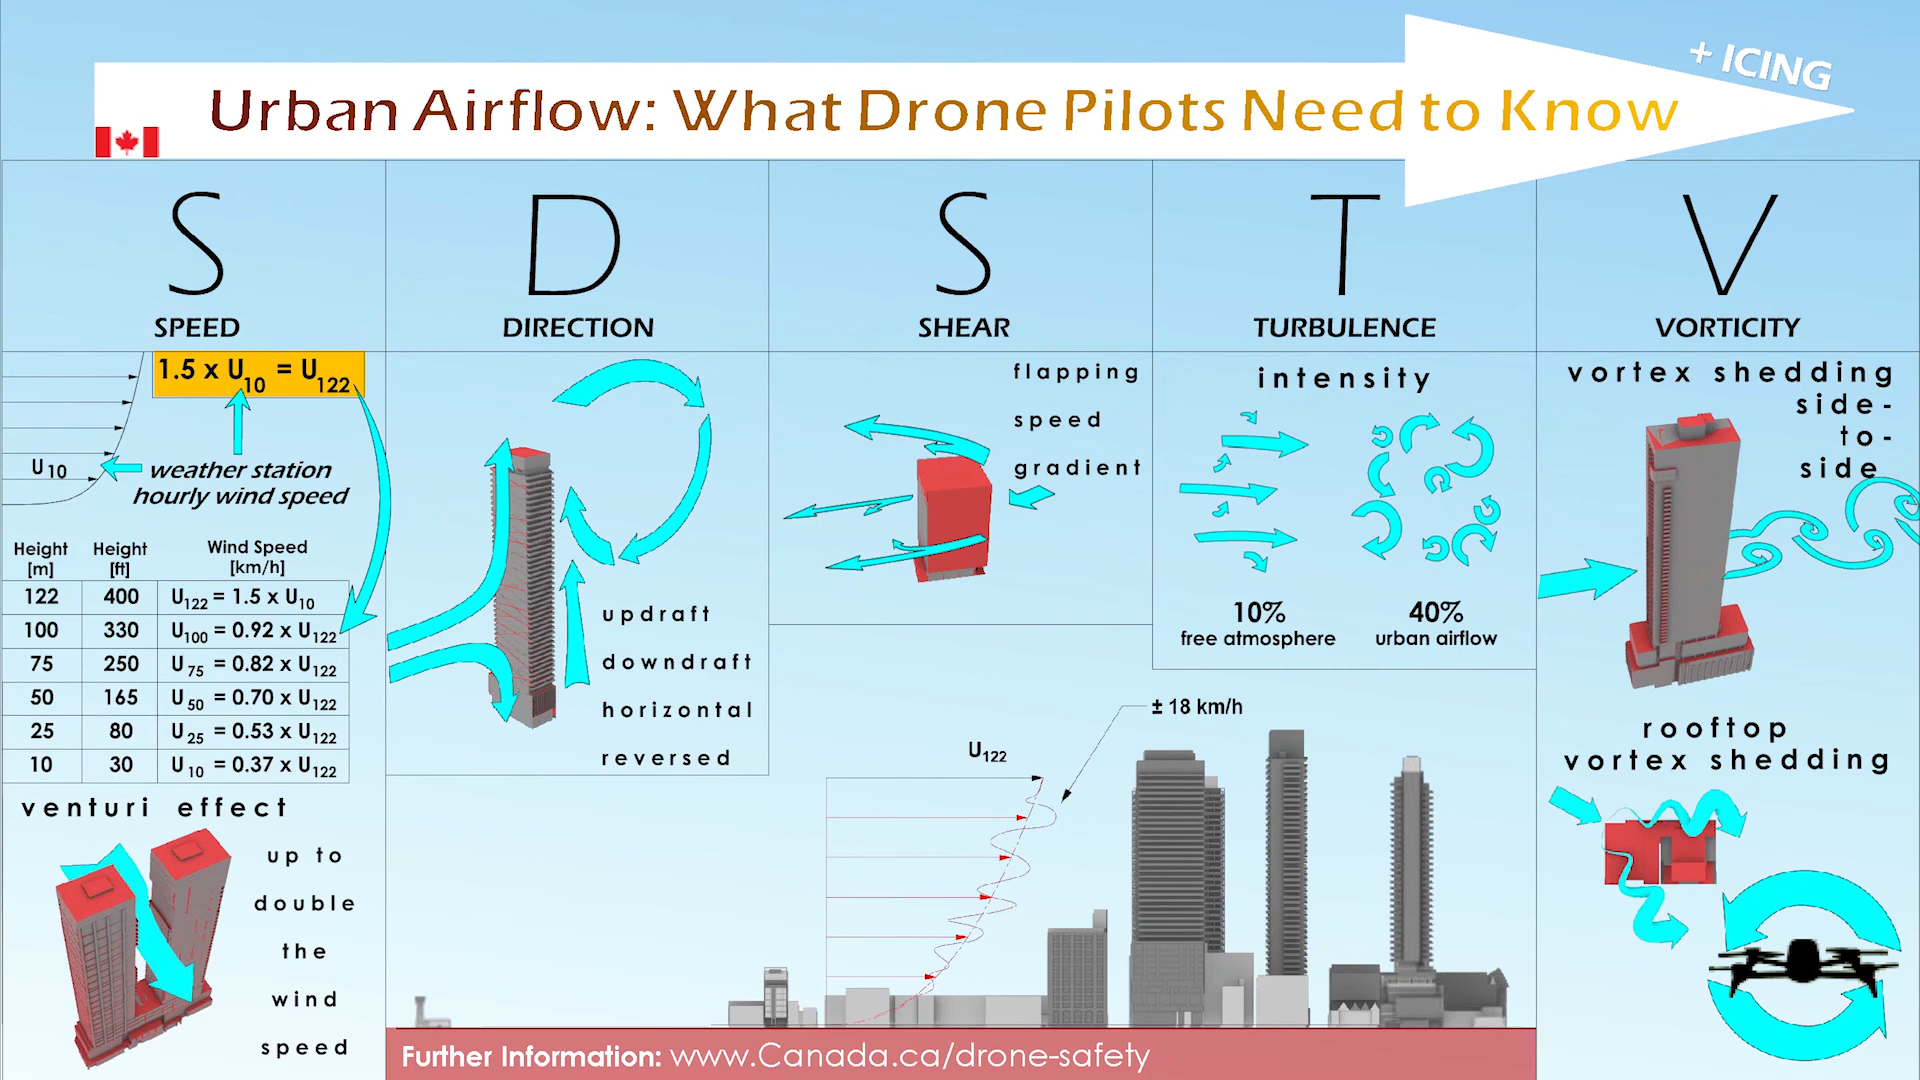 + ICING
Urban Airflow: What Drone Pilots Need to Know
S
SPEED
1.5 x U10 = U122
U10
weather station
hourly wind speed
Height [m] Height [ft] Wind Speed [km/h]
122 400 U122 = 1.5 x U10
100 330 U100 = 0.92 x U122
75 250 U75 = 0.82 x U122
50 165 U50 = 0.70 x U122
25 80 U25 = 0.53 x U122
10 30 U10 = 0.37 x U122
venturi effect
up to
double
the
wind
speed
D
DIRECTION
updraft
downdraft
horizontal
reversed
S
SHEAR
flapping
speed
gradient
T
TURBULENCE
intensity
10%
free atmosphere
40%
urban airflow
U122
± 18 km/h
V
VORTICITY
vortex shedding
side-
to-
side
rooftop
vortex shedding
Further Information: www.Canada.ca/drone-safety